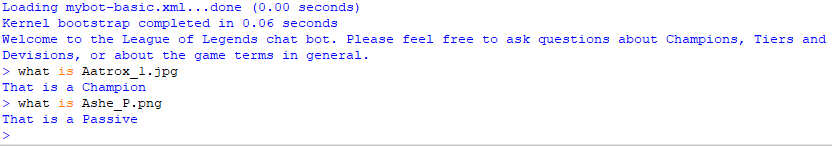 Loading mybot-basic.xml...done (0.00 seconds)
Kernel bootstrap completed in 0.06 seconds
Welcome to the League of Legends chat bot. Please feel free to ask questions about Champions, Tiers and
Devisions, or about the game terms in general.
> what is Aatrox_1.jpg
That is a Champion
> what is Ashe_P.png
That is a Passive
>